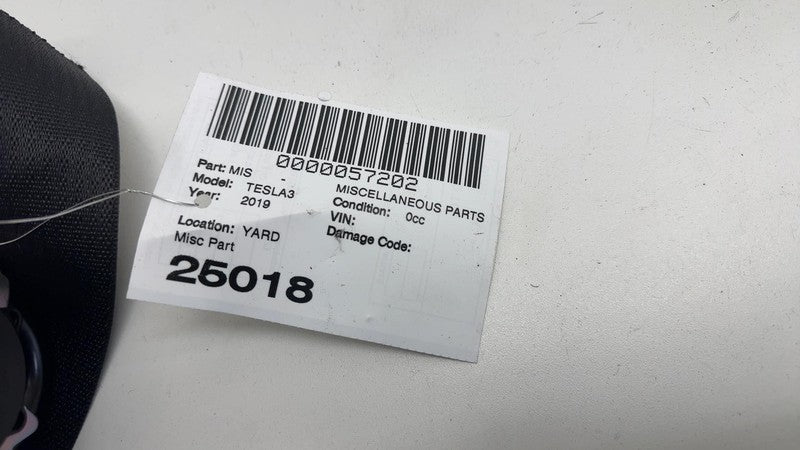 0000057202
Part: MIS - MISCELLANEOUS PARTS
Model: TESLA3 Condition: 0cc
Year: 2019 VIN:
Damage Code:
Location: YARD
Misc Part
25018